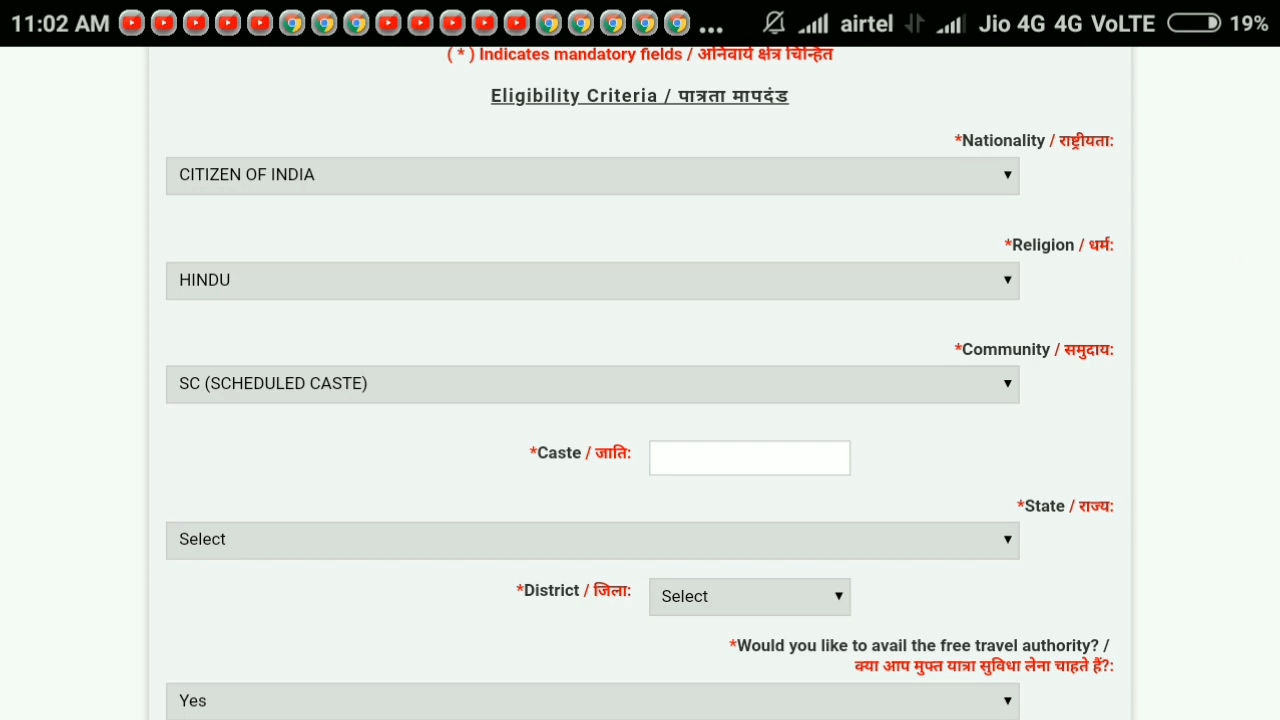 11:02 AM ... airtel Jio 4G 4G VoLTE 19%
( * ) Indicates mandatory fields / अनिवार्य क्षेत्र चिन्हित
Eligibility Criteria / पात्रता मापदंड
*Nationality / राष्ट्रीयता:
CITIZEN OF INDIA
*Religion / धर्म:
HINDU
*Community / समुदाय:
SC (SCHEDULED CASTE)
*Caste / जाति:
*State / राज्य:
Select
*District / जिला: Select
*Would you like to avail the free travel authority? /
क्या आप मुफ्त यात्रा सुविधा लेना चाहते हैं?:
Yes